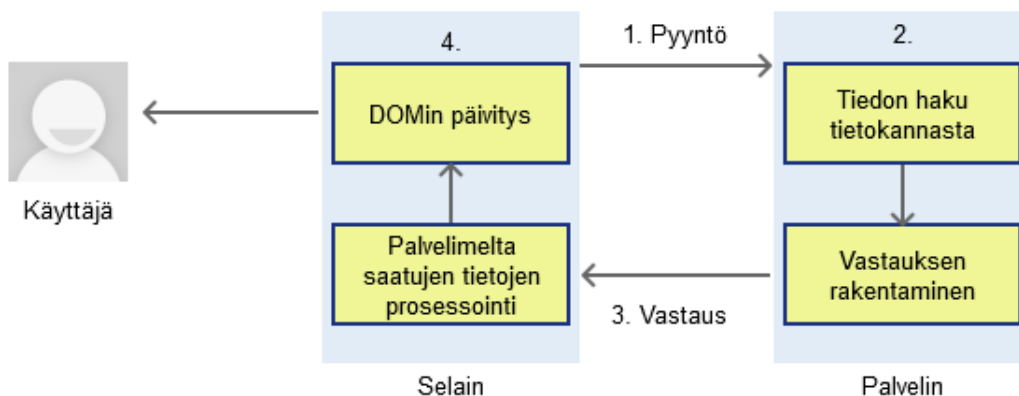 4.
1. Pyyntö
2.
DOMin päivitys
Tiedon haku
tietokannasta
Käyttäjä
Palvelimelta
saatujen tietojen
prosessointi
Vastauksen
rakentaminen
3. Vastaus
Selain
Palvelin